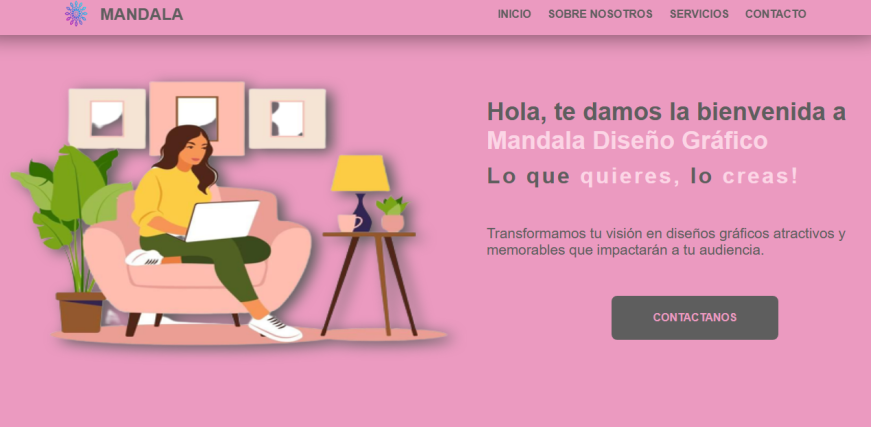 MANDALA
INICIO SOBRE NOSOTROS SERVICIOS CONTACTO
Hola, te damos la bienvenida a
Mandala Diseño Gráfico
Lo que quieres, lo creas!
Transformamos tu visión en diseños gráficos atractivos y
memorables que impactarán a tu audiencia.
CONTACTANOS